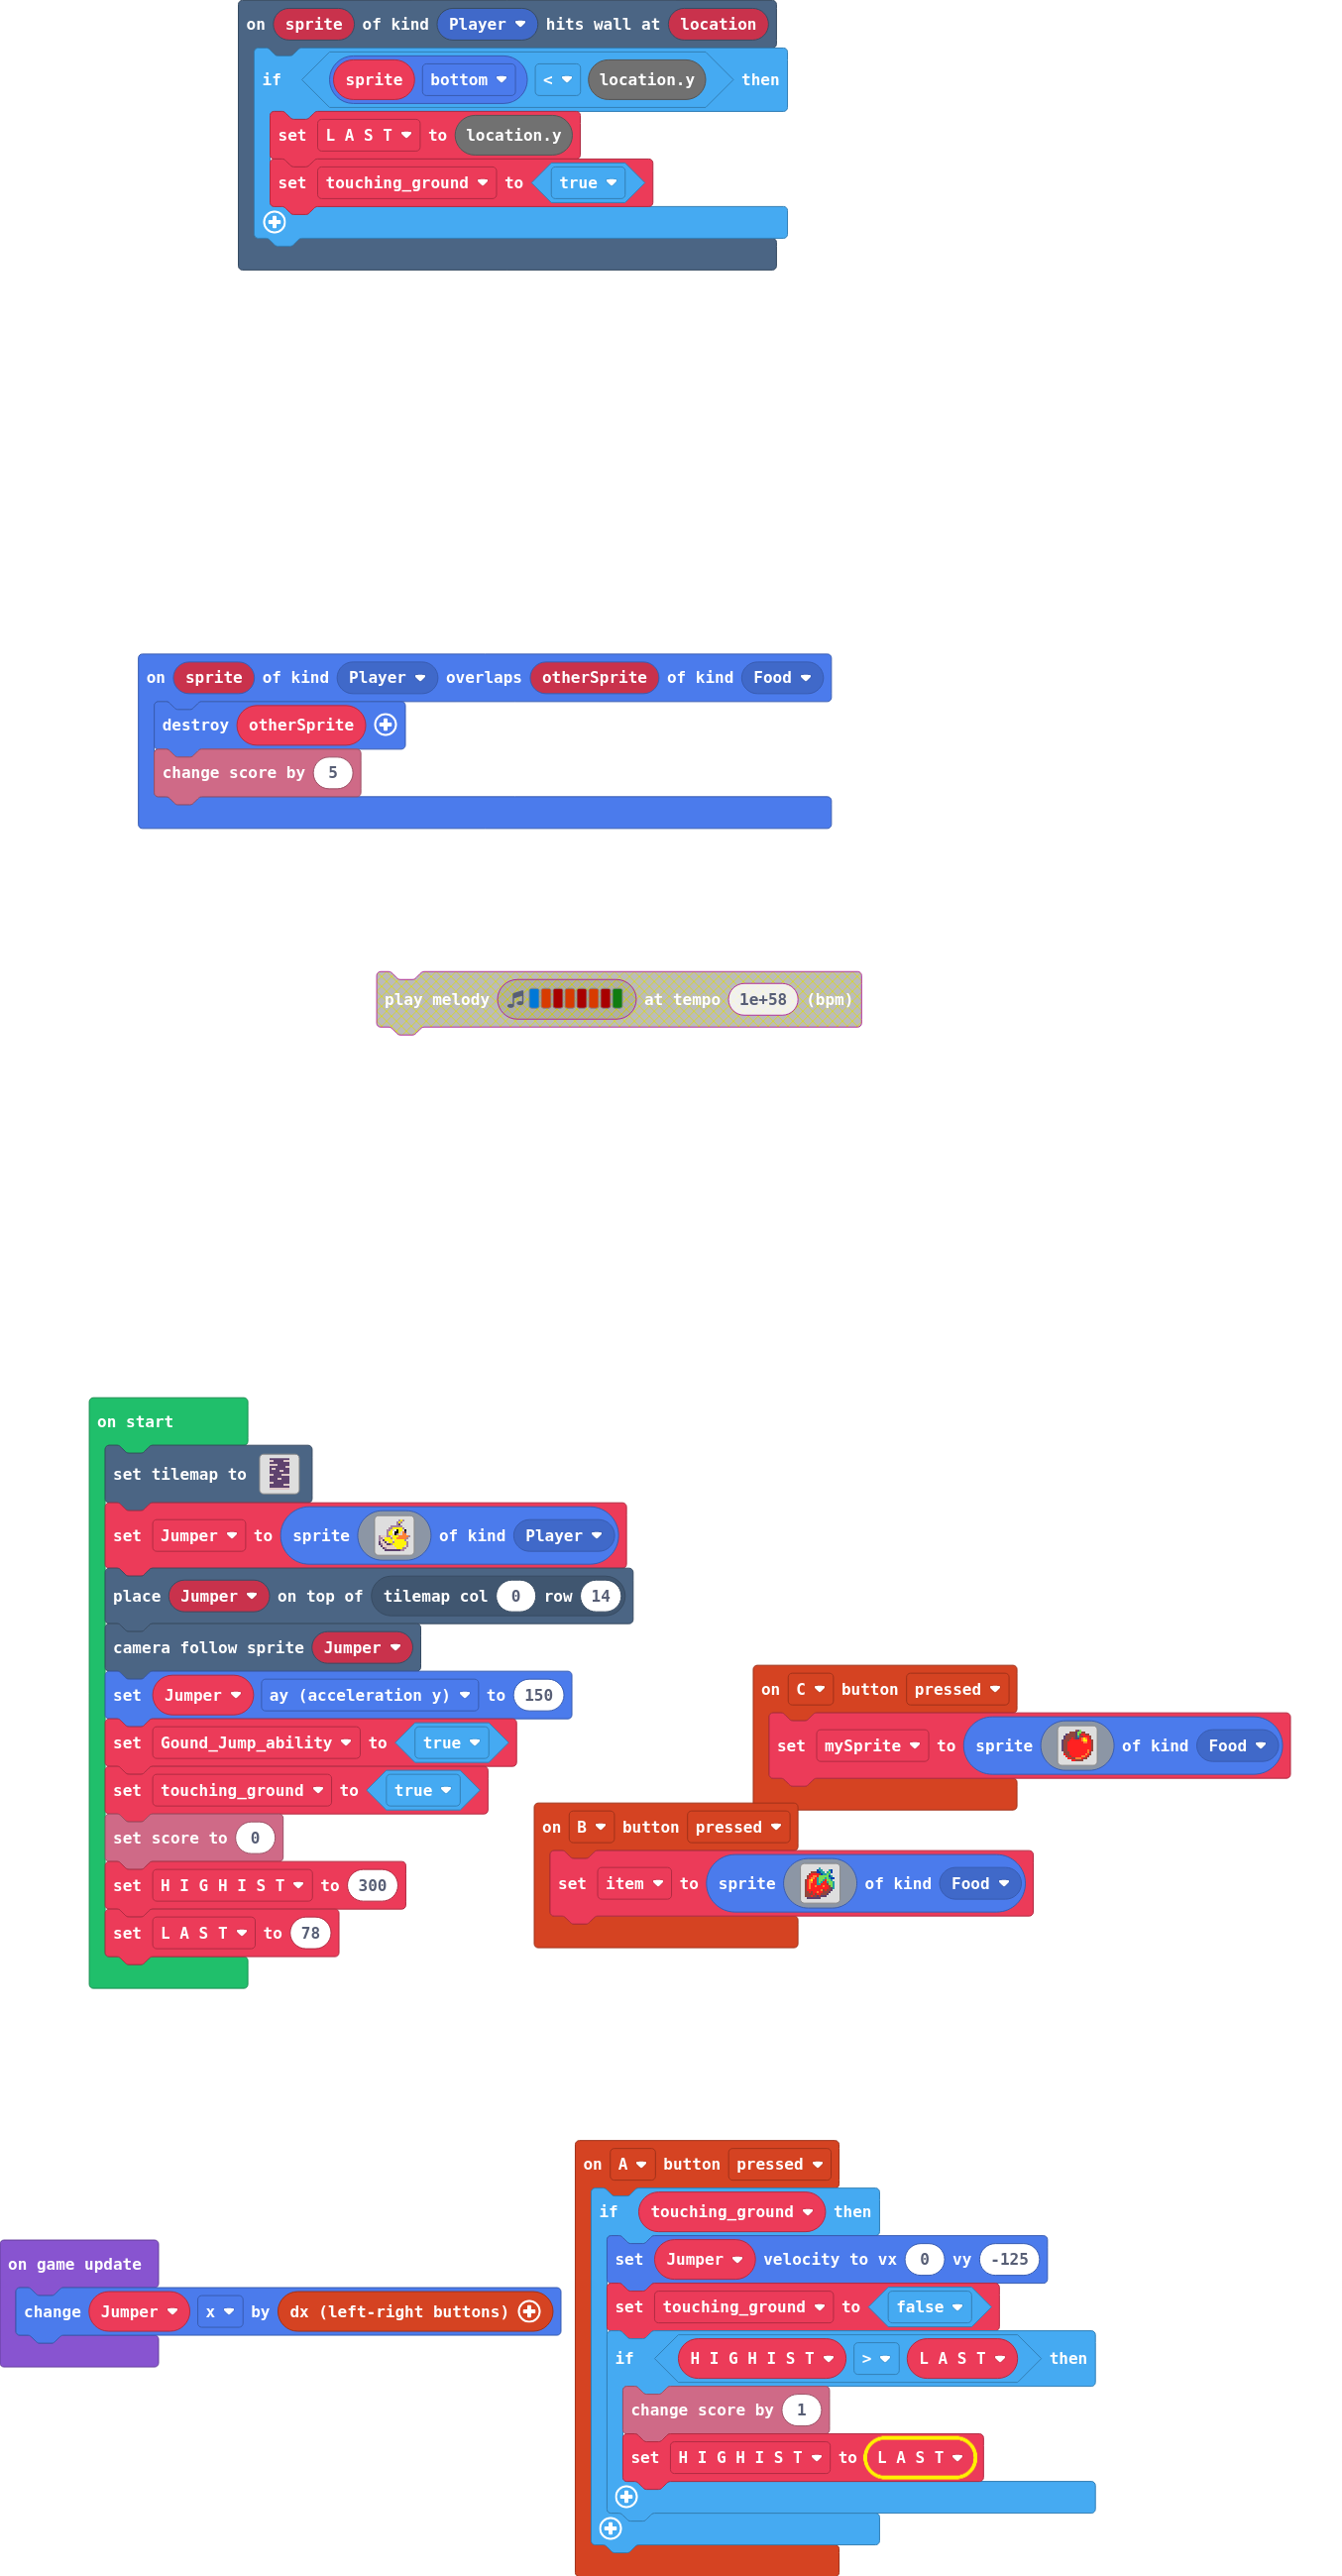 on sprite of kind Player hits wall at location
if sprite bottom < location.y then
set L A S T to location.y
set touching_ground to true
on sprite of kind Player overlaps otherSprite of kind Food
destroy otherSprite
change score by 5
play melody at tempo 1e+58 (bpm)
on start
set tilemap to
set Jumper to sprite of kind Player
place Jumper on top of tilemap col 0 row 14
camera follow sprite Jumper
set Jumper ay (acceleration y) to 150
set Gound_Jump_ability to true
set touching_ground to true
set score to 0
set H I G H I S T to 300
set L A S T to 78
on C button pressed
set mySprite to sprite of kind Food
on B button pressed
set item to sprite of kind Food
on game update
change Jumper x by dx (left-right buttons)
on A button pressed
if touching_ground then
set Jumper velocity to vx 0 vy -125
set touching_ground to false
if H I G H I S T > L A S T then
change score by 1
set H I G H I S T to L A S T